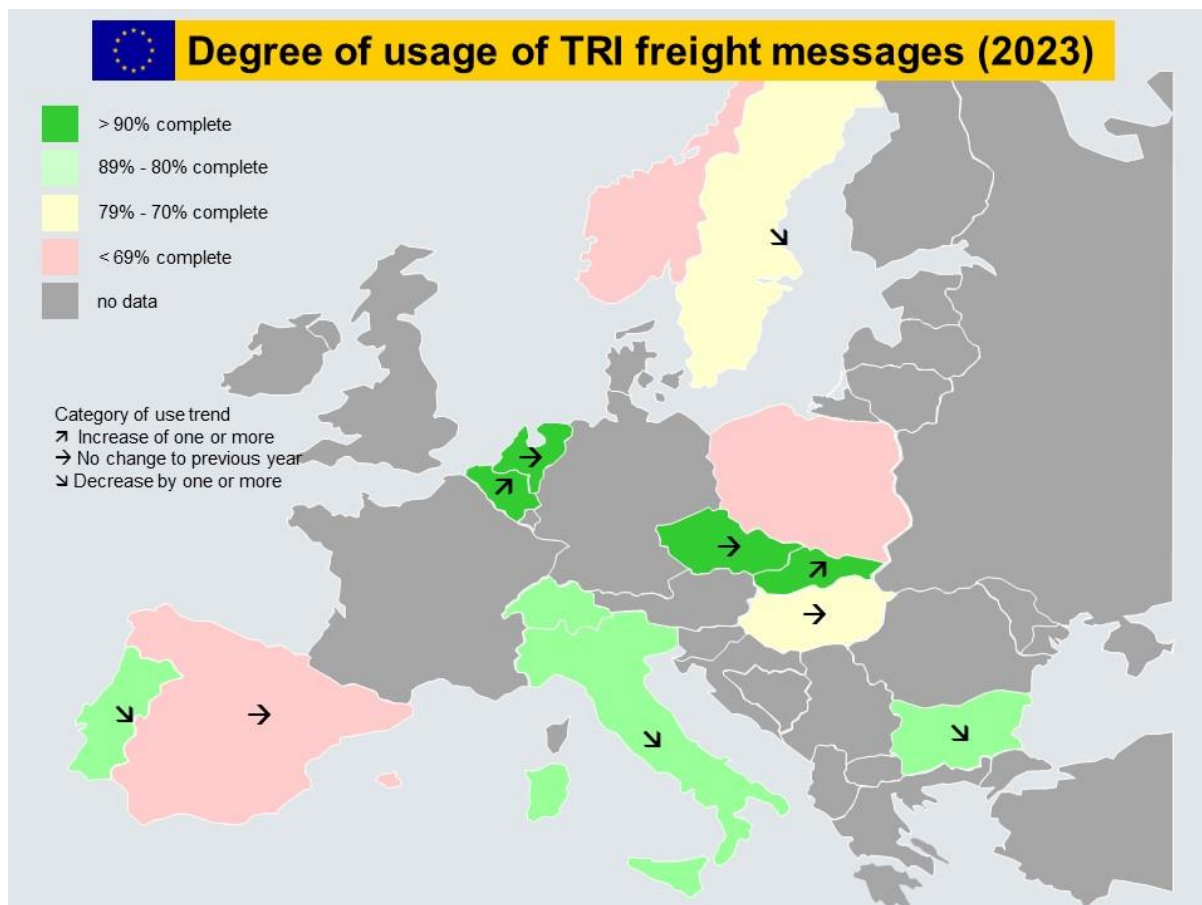 Degree of usage of TRI freight messages (2023)
> 90% complete
89% - 80% complete
79% - 70% complete
< 69% complete
no data
Category of use trend
↗ Increase of one or more
→ No change to previous year
↘ Decrease by one or more